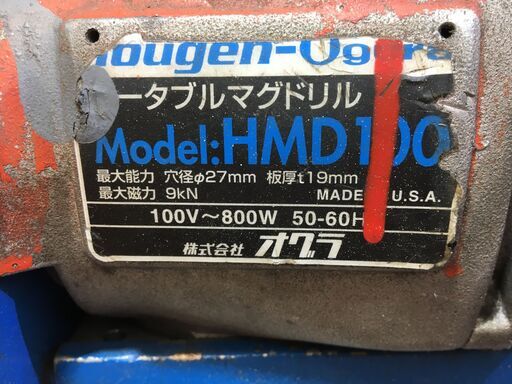 Hougen-Ogura
ータブルマグドリル
Model:HMD100
最大能力 穴径φ27mm 板厚t19mm
最大磁力 9kN MADE U.S.A.
100V～800W 50-60H
株式会社 オグラ